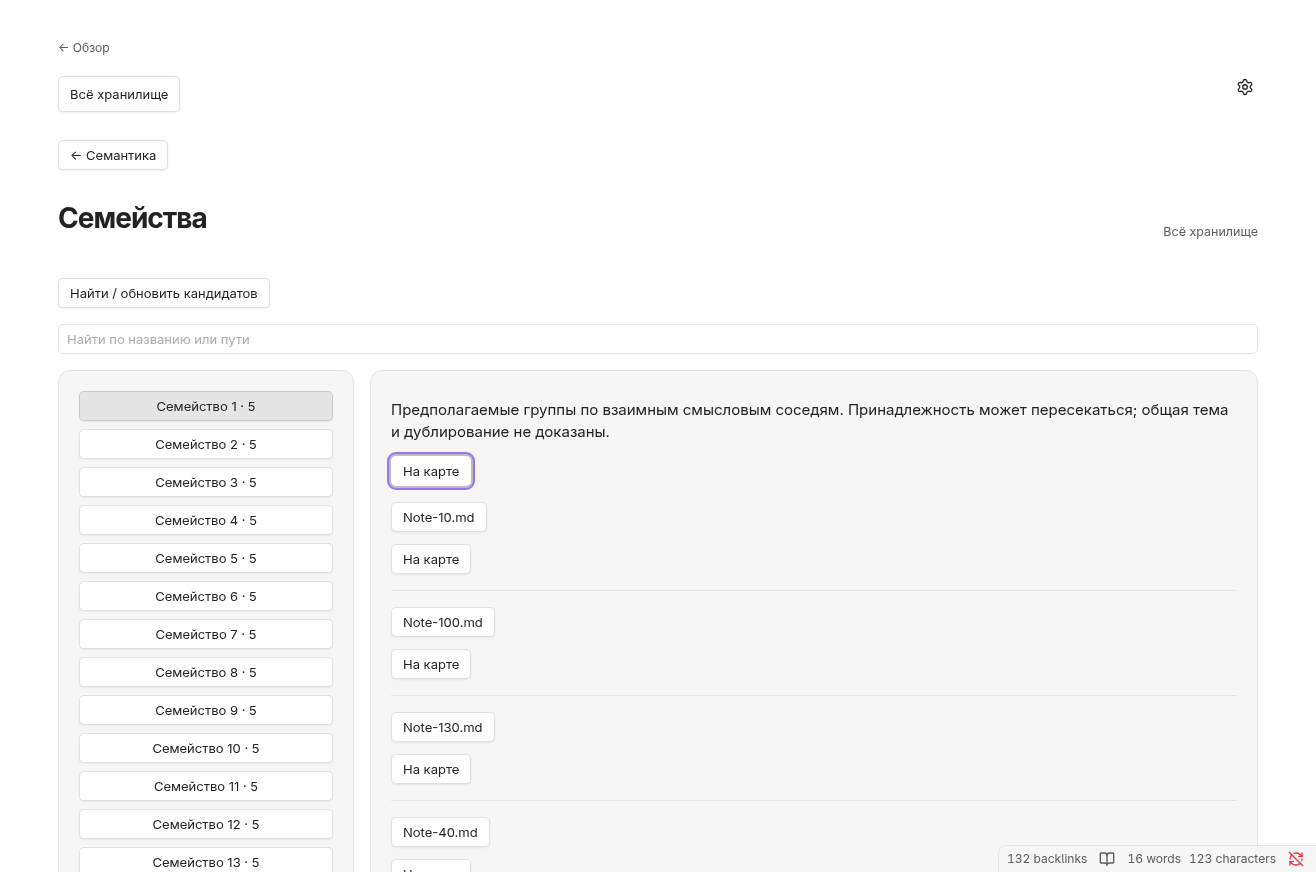 ← Обзор
Всё хранилище
← Семантика
Семейства
Всё хранилище
Найти / обновить кандидатов
Найти по названию или пути
Семейство 1 · 5
Семейство 2 · 5
Семейство 3 · 5
Семейство 4 · 5
Семейство 5 · 5
Семейство 6 · 5
Семейство 7 · 5
Семейство 8 · 5
Семейство 9 · 5
Семейство 10 · 5
Семейство 11 · 5
Семейство 12 · 5
Семейство 13 · 5
Предполагаемые группы по взаимным смысловым соседям. Принадлежность может пересекаться; общая тема
и дублирование не доказаны.
На карте
Note-10.md
На карте
Note-100.md
На карте
Note-130.md
На карте
Note-40.md
132 backlinks 16 words 123 characters